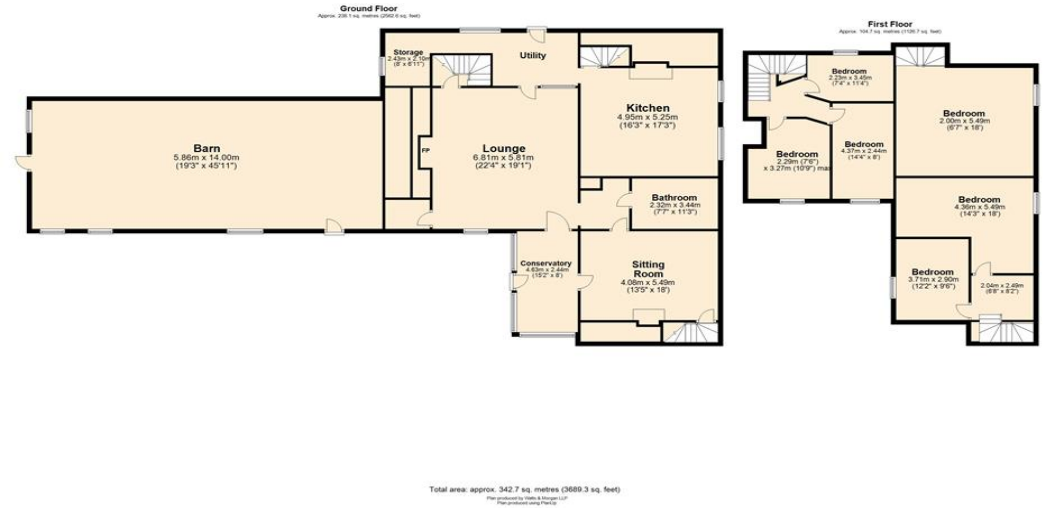 Ground Floor
Approx. 238.1 sq. metres (2562.6 sq. feet)
Storage
2.43m x 2.10m
(8' x 6'11")
Utility
Kitchen
4.95m x 5.25m
(16'3" x 17'3")
Barn
5.86m x 14.00m
(19'3" x 45'11")
FP
Lounge
6.81m x 5.81m
(22'4" x 19'1")
Bathroom
2.32m x 3.44m
(7'7" x 11'3")
Conservatory
4.63m x 2.44m
(15'2" x 8')
Sitting
Room
4.08m x 5.49m
(13'5" x 18')
First Floor
Approx. 104.7 sq. metres (1126.7 sq. feet)
Bedroom
2.23m x 3.45m
(7'4" x 11'4")
Bedroom
2.00m x 5.49m
(6'7" x 18')
Bedroom
4.37m x 2.44m
(14'4" x 8')
Bedroom
2.29m (7'6")
x 3.27m (10'9") max
Bedroom
4.36m x 5.49m
(14'3" x 18')
Bedroom
3.71m x 2.90m
(12'2" x 9'6")
2.04m x 2.49m
(6'8" x 8'2")
Total area: approx. 342.7 sq. metres (3689.3 sq. feet)
Plan produced by Watts & Morgan LLP
Plan produced using PlanUp.